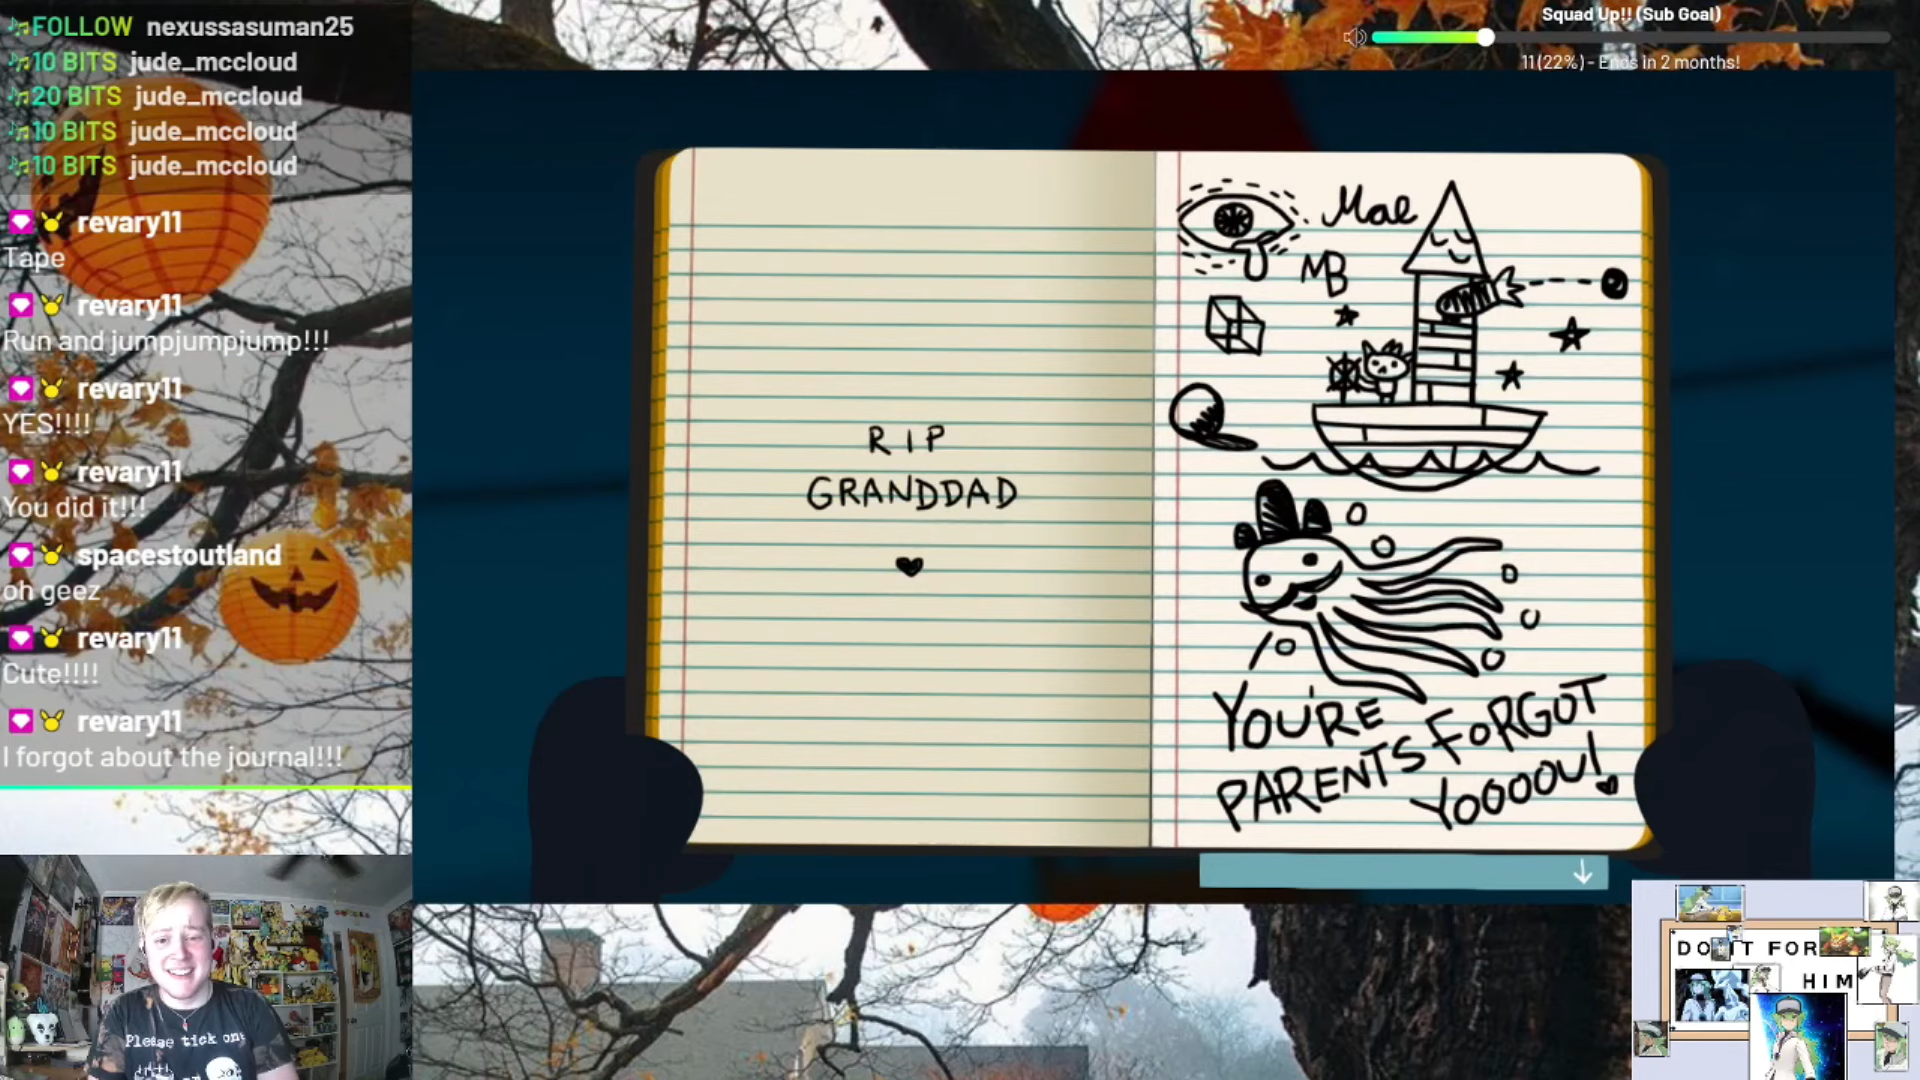 FOLLOW nexussasuman25
10 BITS jude_mccloud
20 BITS jude_mccloud
10 BITS jude_mccloud
10 BITS jude_mccloud
revary11
Tape
revary11
Run and jumpjumpjump!!!
revary11
YES!!!!
revary11
You did it!!!
spacestoutland
oh geez
revary11
Cute!!!!
revary11
I forgot about the journal!!!
Squad Up!! (Sub Goal)
11 (22%) - Ends in 2 months!
RIP
GRANDDAD
Mae
MB
YOU'RE
PARENTS FORGOT
YOOOOU!
Please tick one
DO IT FOR
HIM